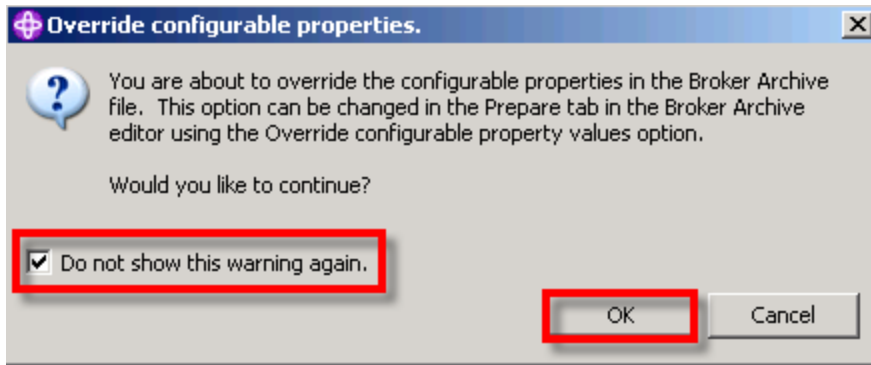 Override configurable properties.
You are about to override the configurable properties in the Broker Archive
file. This option can be changed in the Prepare tab in the Broker Archive
editor using the Override configurable property values option.
Would you like to continue?
Do not show this warning again.
OK
Cancel